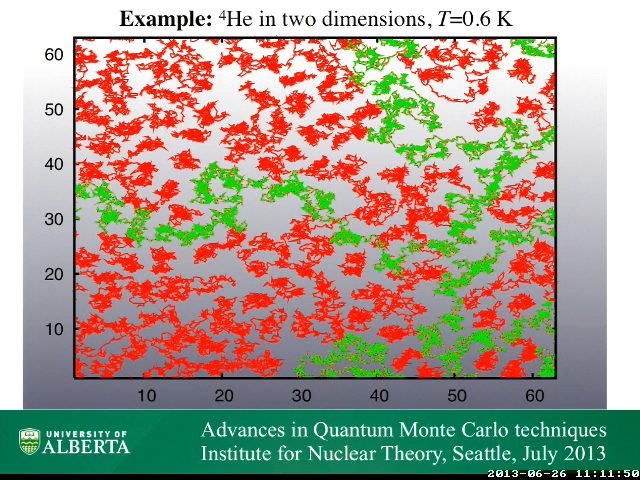 Example: ⁴He in two dimensions, T=0.6 K
60
50
40
30
20
10
10 20 30 40 50 60
UNIVERSITY OF
ALBERTA
Advances in Quantum Monte Carlo techniques
Institute for Nuclear Theory, Seattle, July 2013
2013-06-26 11:11:50